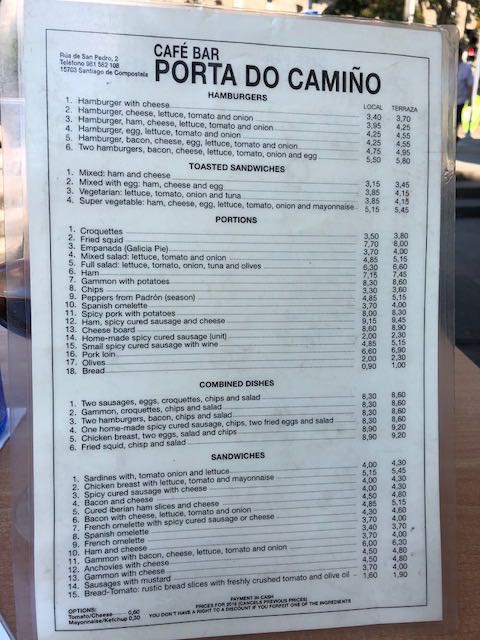 Rúa de San Pedro, 2
Teléfono 981 582 108
15703 Santiago de Compostela
CAFÉ BAR
PORTA DO CAMIÑO
HAMBURGERS
LOCAL TERRAZA
1. Hamburger with cheese 3,40 3,70
2. Hamburger, cheese, lettuce, tomato and onion 3,95 4,25
3. Hamburger, ham, cheese, lettuce, tomato and onion 4,25 4,55
4. Hamburger, egg, lettuce, tomato and onion 4,25 4,55
5. Hamburger, bacon, cheese, egg, lettuce, tomato and onion 4,75 4,95
6. Two hamburgers, bacon, cheese, lettuce, tomato, onion and egg 5,50 5,80
TOASTED SANDWICHES
1. Mixed: ham and cheese 3,15 3,45
2. Mixed with egg: ham, cheese and egg 3,85 4,15
3. Vegetarian: lettuce, tomato, onion and tuna 3,85 4,15
4. Super vegetable: ham, cheese, egg, lettuce, tomato, onion and mayonnaise 5,15 5,45
PORTIONS
1. Croquettes 3,50 3,80
2. Fried squid 7,70 8,00
3. Empanada (Galicia Pie) 3,70 4,00
4. Mixed salad: lettuce, tomato and onion 4,85 5,15
5. Full salad: lettuce, tomato, onion, tuna and olives 6,30 6,60
6. Ham 7,15 7,45
7. Gammon with potatoes 8,30 8,60
8. Chips 3,30 3,60
9. Peppers from Padrón (season) 4,85 5,15
10. Spanish omelette 3,70 4,00
11. Spicy pork with potatoes 8,00 8,30
12. Ham, spicy cured sausage and cheese 9,15 9,45
13. Cheese board 8,60 8,90
14. Home-made spicy cured sausage (unit) 2,00 2,30
15. Small spicy cured sausage with wine 4,85 5,15
16. Pork loin 6,60 6,90
17. Olives 2,00 2,30
18. Bread 0,90 1,00
COMBINED DISHES
1. Two sausages, eggs, croquettes, chips and salad 8,30 8,60
2. Gammon, croquettes, chips and salad 8,30 8,60
3. Two hamburgers, bacon, chips and salad 8,30 8,60
4. One home-made spicy cured sausage, chips, two fried eggs and salad 8,30 8,60
5. Chicken breast, two eggs, salad and chips 8,90 9,20
6. Fried squid, chisp and salad 8,90 9,20
SANDWICHES
1. Sardines with, tomato onion and lettuce 4,00 4,30
2. Chicken breast with lettuce, tomato and mayonnaise 5,15 5,45
3. Spicy cured sausage with cheese 4,00 4,30
4. Bacon and cheese 4,00 4,30
5. Cured iberian ham slices and cheese 4,50 4,80
6. Bacon with cheese, lettuce, tomato and onion 4,85 5,15
7. French omelette with spicy cured sausage or cheese 4,30 4,60
8. Spanish omelette 3,70 4,00
9. French omelette 3,40 3,70
10. Ham and cheese 3,70 4,00
11. Gammon with bacon, cheese, lettuce, tomato and onion 6,00 6,30
12. Anchovies with cheese 4,50 4,80
13. Gammon with cheese 4,50 4,80
14. Sausages with mustard 3,70 4,00
15. Bread-Tomato: rustic bread slices with freshly crushed tomato and olive oil 1,60 1,90
OPTIONS:
Tomato/Cheese 0,60
Mayonnaise/Ketchup 0,30
PAYMENT IN CASH
PRICES FOR 2018 (CANCELS PREVIOUS PRICES)
YOU DON'T HAVE A RIGHT TO A DISCOUNT IF YOU FORFEIT ONE OF THE INGREDIENTS